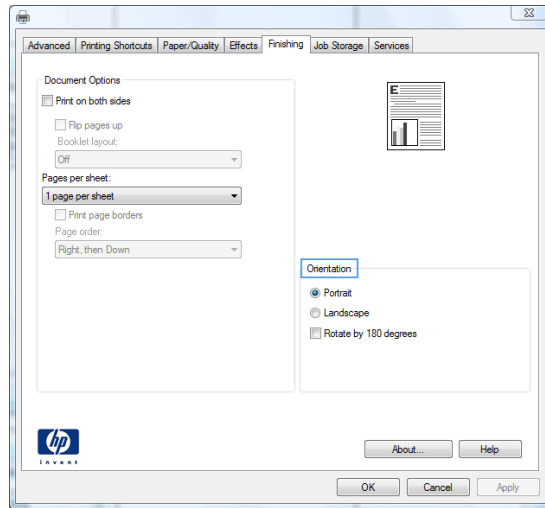 Advanced
Printing Shortcuts
Paper/Quality
Effects
Finishing
Job Storage
Services
Document Options
Print on both sides
Flip pages up
Booklet layout:
Off
Pages per sheet:
1 page per sheet
Print page borders
Page order:
Right, then Down
E
Orientation
Portrait
Landscape
Rotate by 180 degrees
hp
invent
About...
Help
OK
Cancel
Apply